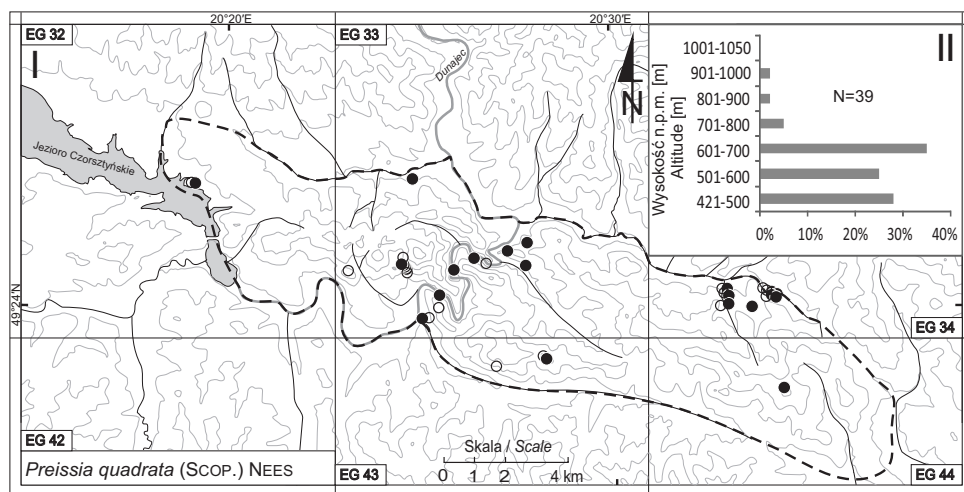 20°20'E
20°30'E
EG 32
EG 33
I
II
Dunajec
N
Jezioro Czorsztyńskie
49°24'N
Wysokość n.p.m. [m]
Altitude [m]
1001-1050
901-1000
801-900
701-800
601-700
501-600
421-500
N=39
0% 10% 20% 30% 40%
EG 34
EG 42
EG 43
EG 44
Skala / Scale
0 1 2 4 km
Preissia quadrata (SCOP.) NEES